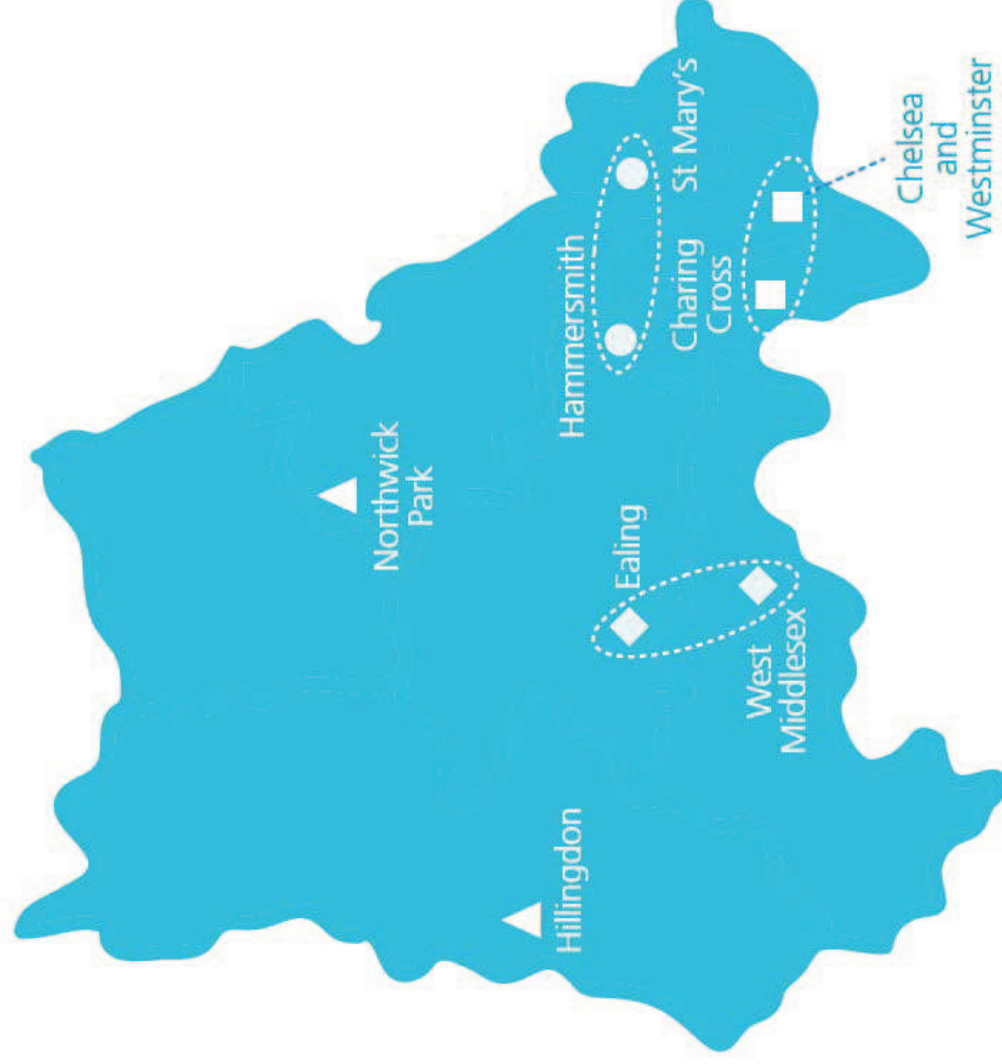 Northwick
Park
Hillingdon
Ealing
West
Middlesex
Hammersmith
St Mary's
Charing
Cross
Chelsea
and
Westminster